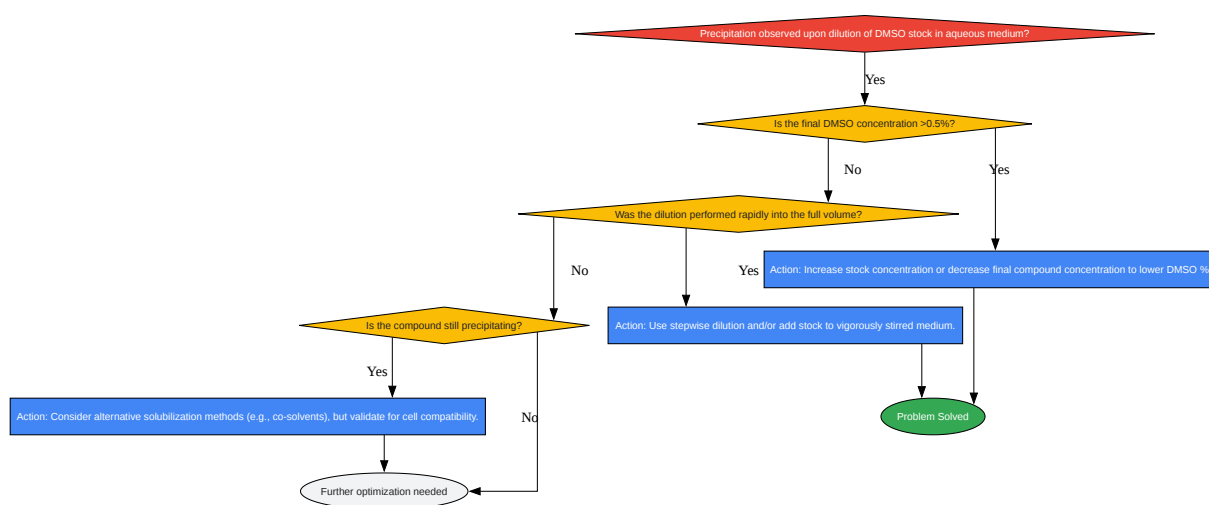 Precipitation observed upon dilution of DMSO stock in aqueous medium?
Yes
Is the final DMSO concentration >0.5%?
No
Yes
Was the dilution performed rapidly into the full volume?
No
Yes
Action: Increase stock concentration or decrease final compound concentration to lower DMSO %
Is the compound still precipitating?
Action: Use stepwise dilution and/or add stock to vigorously stirred medium.
Yes
No
Action: Consider alternative solubilization methods (e.g., co-solvents), but validate for cell compatibility.
Problem Solved
Further optimization needed